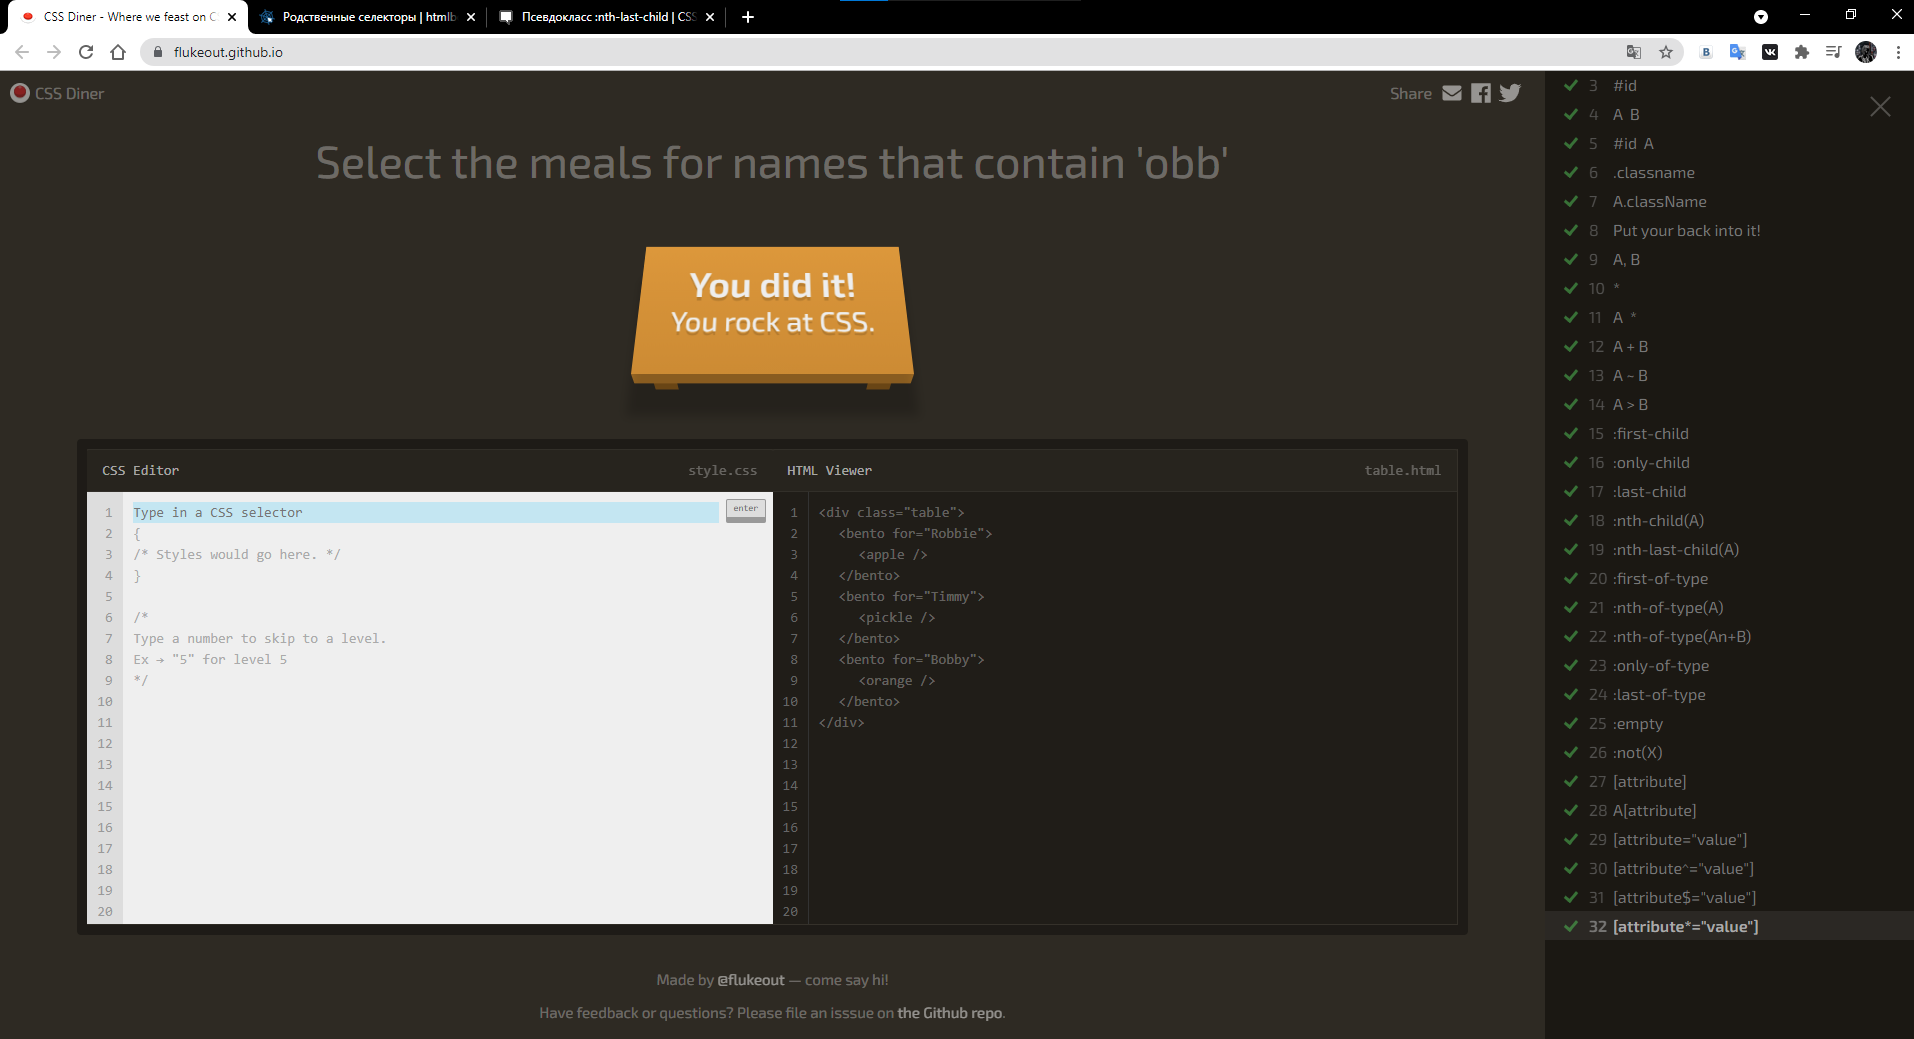 CSS Diner - Where we feast on C
Родственные селекторы | htmlb
Псевдокласс :nth-last-child | CSS
flukeout.github.io
CSS Diner
Share
Select the meals for names that contain 'obb'
You did it!
You rock at CSS.
CSS Editor
style.css
1 Type in a CSS selector
enter
2 {
3 /* Styles would go here. */
4 }
5
6 /*
7 Type a number to skip to a level.
8 Ex → "5" for level 5
9 */
10
11
12
13
14
15
16
17
18
19
20
HTML Viewer
table.html
1 <div class="table">
2 <bento for="Robbie">
3 <apple />
4 </bento>
5 <bento for="Timmy">
6 <pickle />
7 </bento>
8 <bento for="Bobby">
9 <orange />
10 </bento>
11 </div>
12
13
14
15
16
17
18
19
20
Made by @flukeout — come say hi!
Have feedback or questions? Please file an isssue on the Github repo.
3 #id
4 A B
5 #id A
6 .classname
7 A.className
8 Put your back into it!
9 A, B
10 *
11 A *
12 A + B
13 A ~ B
14 A > B
15 :first-child
16 :only-child
17 :last-child
18 :nth-child(A)
19 :nth-last-child(A)
20 :first-of-type
21 :nth-of-type(A)
22 :nth-of-type(An+B)
23 :only-of-type
24 :last-of-type
25 :empty
26 :not(X)
27 [attribute]
28 A[attribute]
29 [attribute="value"]
30 [attribute^="value"]
31 [attribute$="value"]
32 [attribute*="value"]